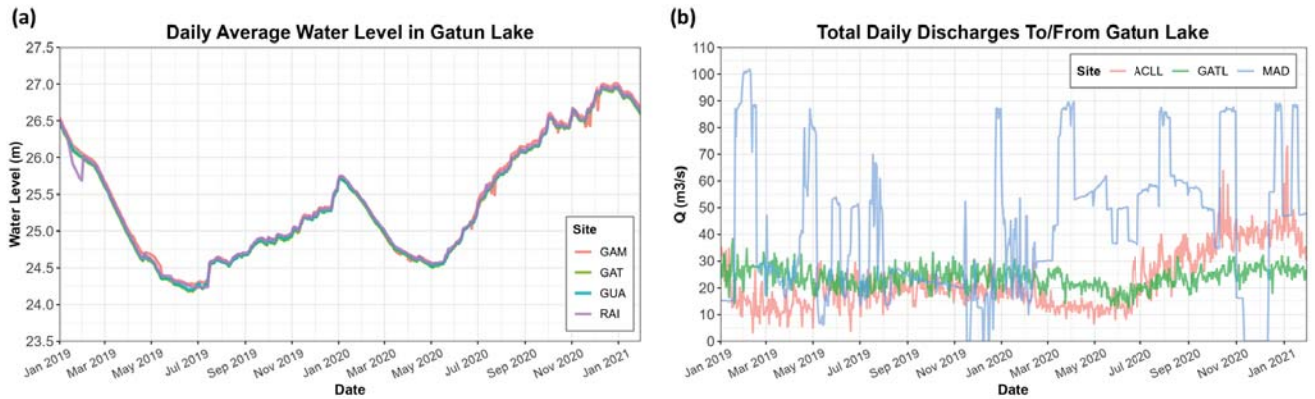 (a)
Daily Average Water Level in Gatun Lake
27.5
27.0
26.5
26.0
25.5
25.0
24.5
24.0
23.5
Water Level (m)
Site
GAM
GAT
GUA
RAI
Jan 2019
Mar 2019
May 2019
Jul 2019
Sep 2019
Nov 2019
Jan 2020
Mar 2020
May 2020
Jul 2020
Sep 2020
Nov 2020
Jan 2021
Date
(b)
Total Daily Discharges To/From Gatun Lake
Site
ACLL
GATL
MAD
110
100
90
80
70
60
50
40
30
20
10
0
Q (m3/s)
Jan 2019
Mar 2019
May 2019
Jul 2019
Sep 2019
Nov 2019
Jan 2020
Mar 2020
May 2020
Jul 2020
Sep 2020
Nov 2020
Jan 2021
Date